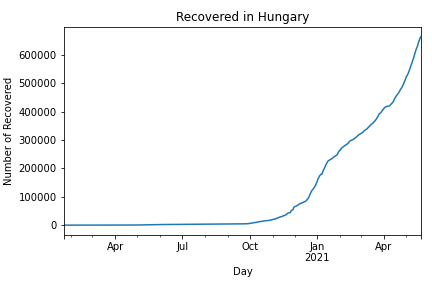 Recovered in Hungary
Number of Recovered
600000
500000
400000
300000
200000
100000
0
Apr Jul Oct Jan Apr
2021
Day